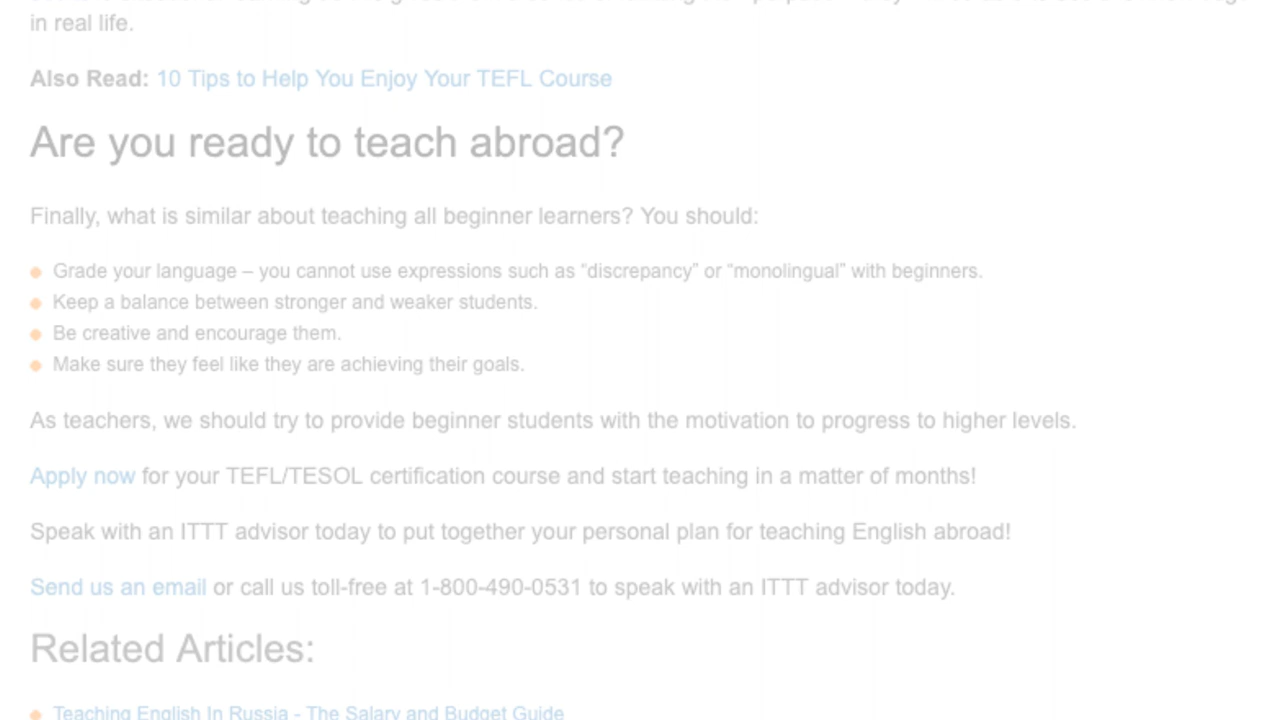 in real life.
Also Read: 10 Tips to Help You Enjoy Your TEFL Course
Are you ready to teach abroad?
Finally, what is similar about teaching all beginner learners? You should:
Grade your language – you cannot use expressions such as “discrepancy” or “monolingual” with beginners.
Keep a balance between stronger and weaker students.
Be creative and encourage them.
Make sure they feel like they are achieving their goals.
As teachers, we should try to provide beginner students with the motivation to progress to higher levels.
Apply now for your TEFL/TESOL certification course and start teaching in a matter of months!
Speak with an ITTT advisor today to put together your personal plan for teaching English abroad!
Send us an email or call us toll-free at 1-800-490-0531 to speak with an ITTT advisor today.
Related Articles:
Teaching English In Russia - The Salary and Budget Guide